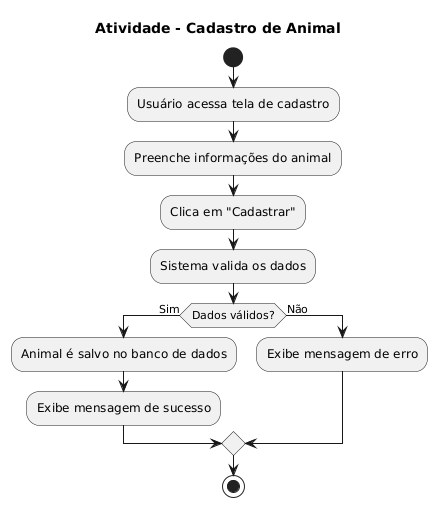 Atividade - Cadastro de Animal
Usuário acessa tela de cadastro
Preenche informações do animal
Clica em "Cadastrar"
Sistema valida os dados
Sim
Dados válidos?
Não
Animal é salvo no banco de dados
Exibe mensagem de erro
Exibe mensagem de sucesso